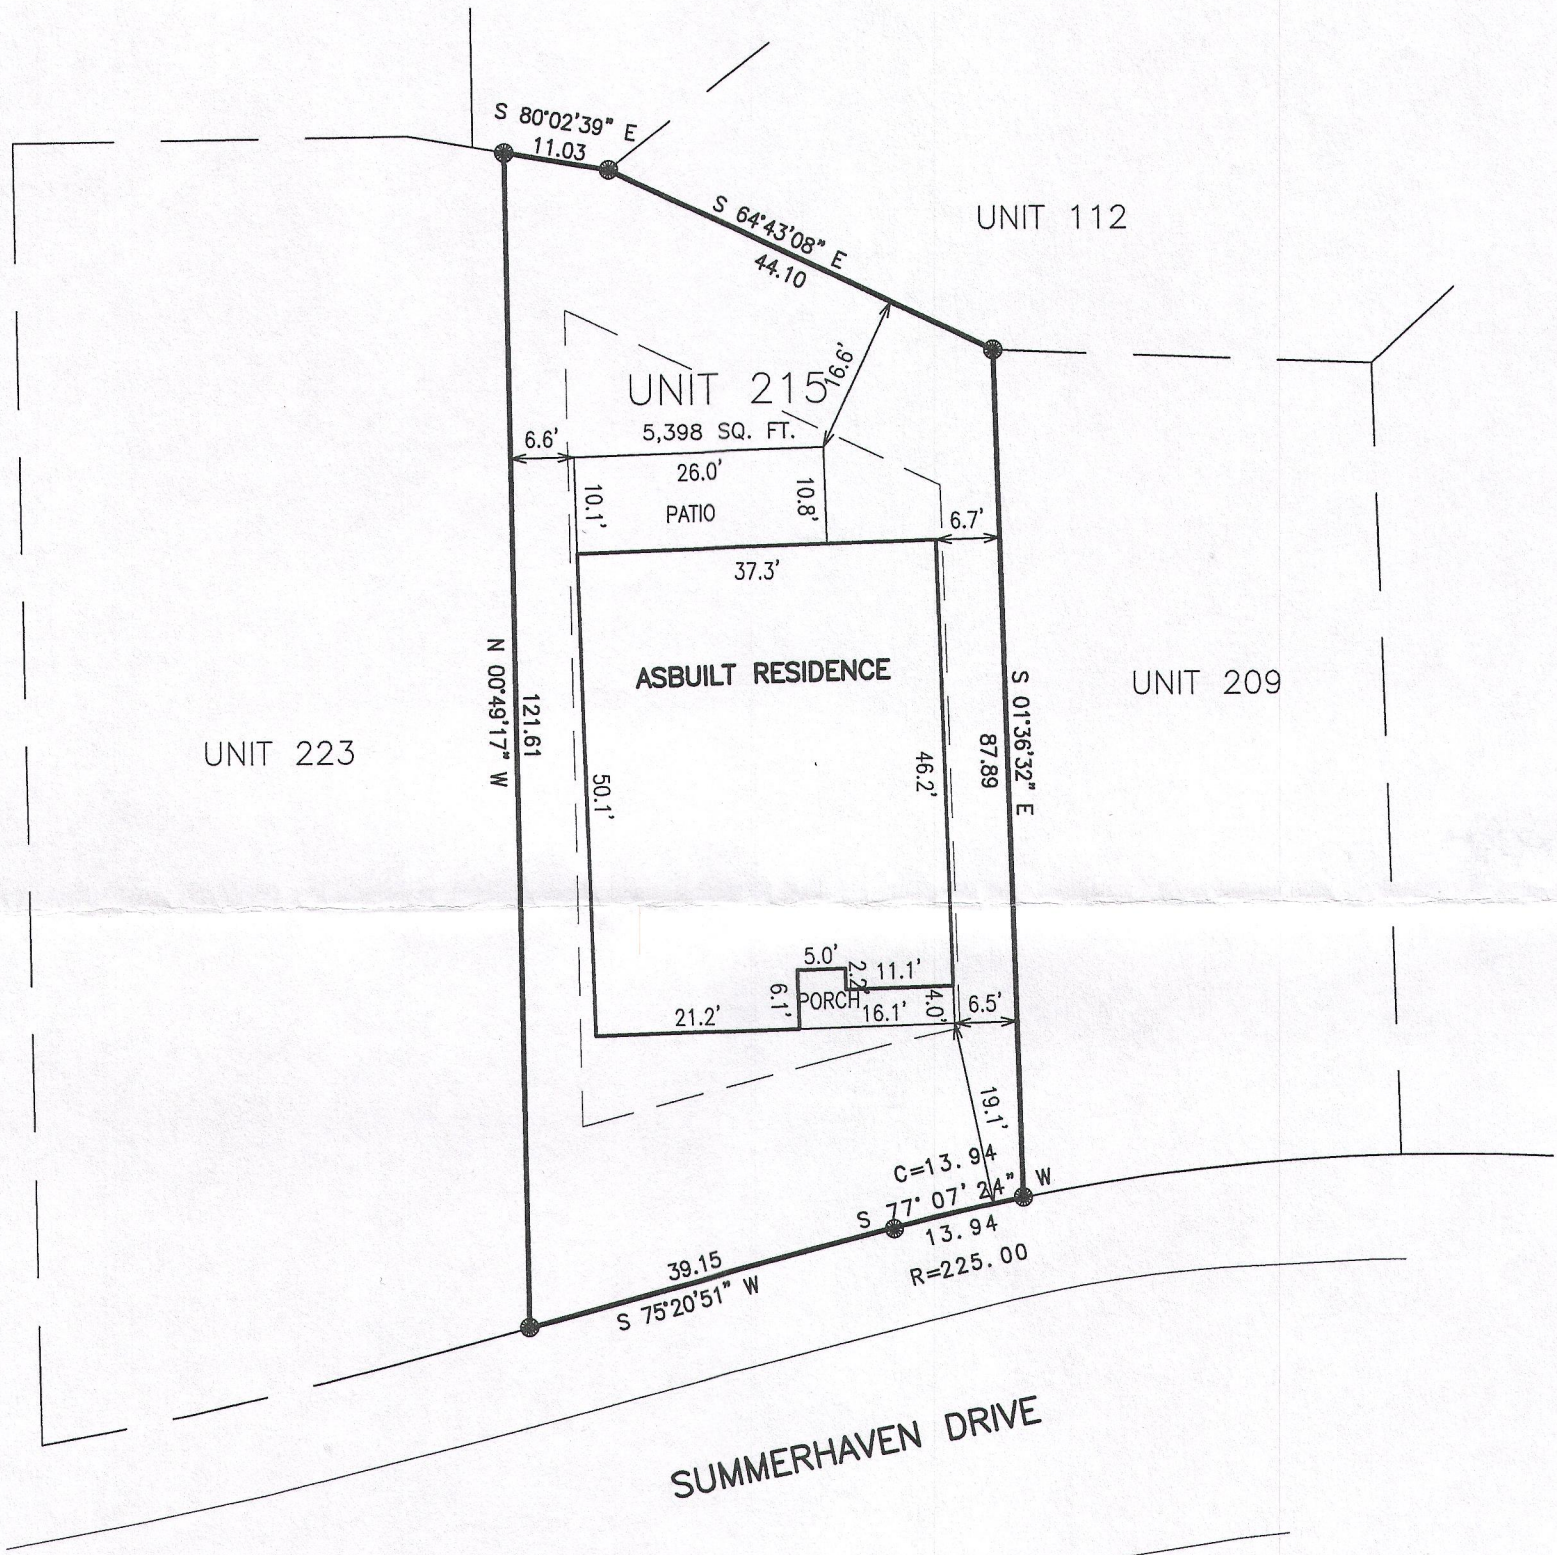 S 80°02'39" E
11.03
S 64°43'08" E
44.10
UNIT 112
16.6'
UNIT 215
5,398 SQ. FT.
6.6'
26.0'
10.1'
10.8'
PATIO
6.7'
37.3'
ASBUILT RESIDENCE
N 00°49'17" W
121.61
S 01°36'32" E
87.89
UNIT 209
UNIT 223
50.1'
46.2'
5.0'
2.2'
11.1'
6.1'
PORCH
4.0'
6.5'
21.2'
16.1'
19.1'
C=13.94
S 77° 07' 24" W
13.94
R=225.00
39.15
S 75°20'51" W
SUMMERHAVEN DRIVE